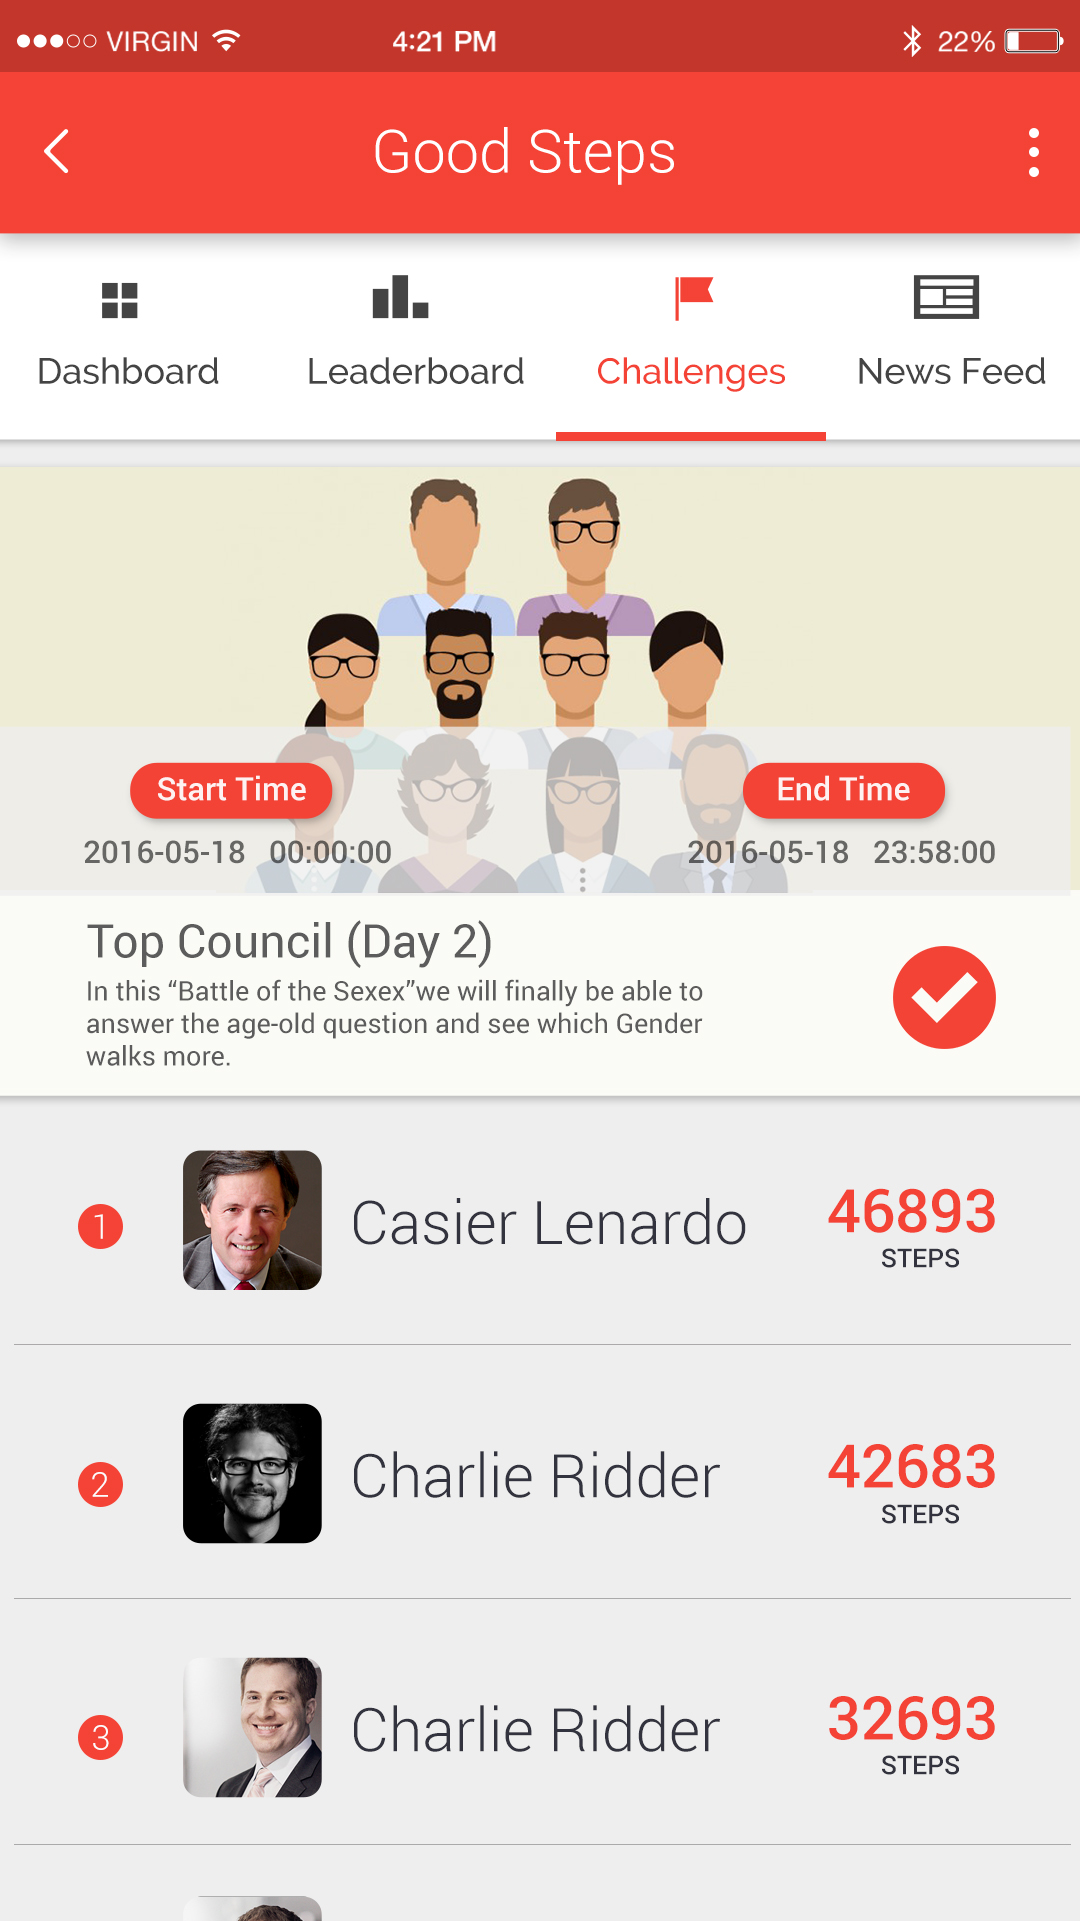 VIRGIN 4:21 PM 22%
Good Steps
Dashboard Leaderboard Challenges News Feed
Start Time End Time
2016-05-18 00:00:00 2016-05-18 23:58:00
Top Council (Day 2)
In this “Battle of the Sexex”we will finally be able to
answer the age-old question and see which Gender
walks more.
1 Casier Lenardo 46893
STEPS
2 Charlie Ridder 42683
STEPS
3 Charlie Ridder 32693
STEPS